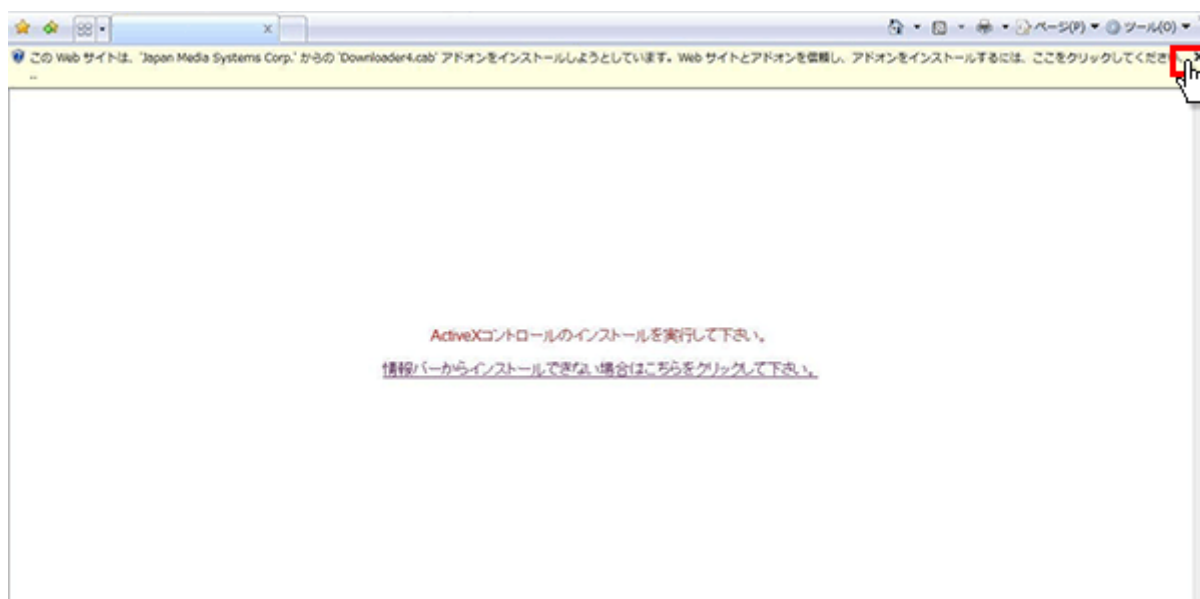 ページ(P) ツール(O)
この Web サイトは、'Japan Media Systems Corp.' からの 'Downloader4.cab' アドオンをインストールしようとしています。Web サイトとアドオンを信頼し、アドオンをインストールするには、ここをクリックしてくださ
...
ActiveXコントロールのインストールを実行して下さい。
情報バーからインストールできない場合はこちらをクリックして下さい。